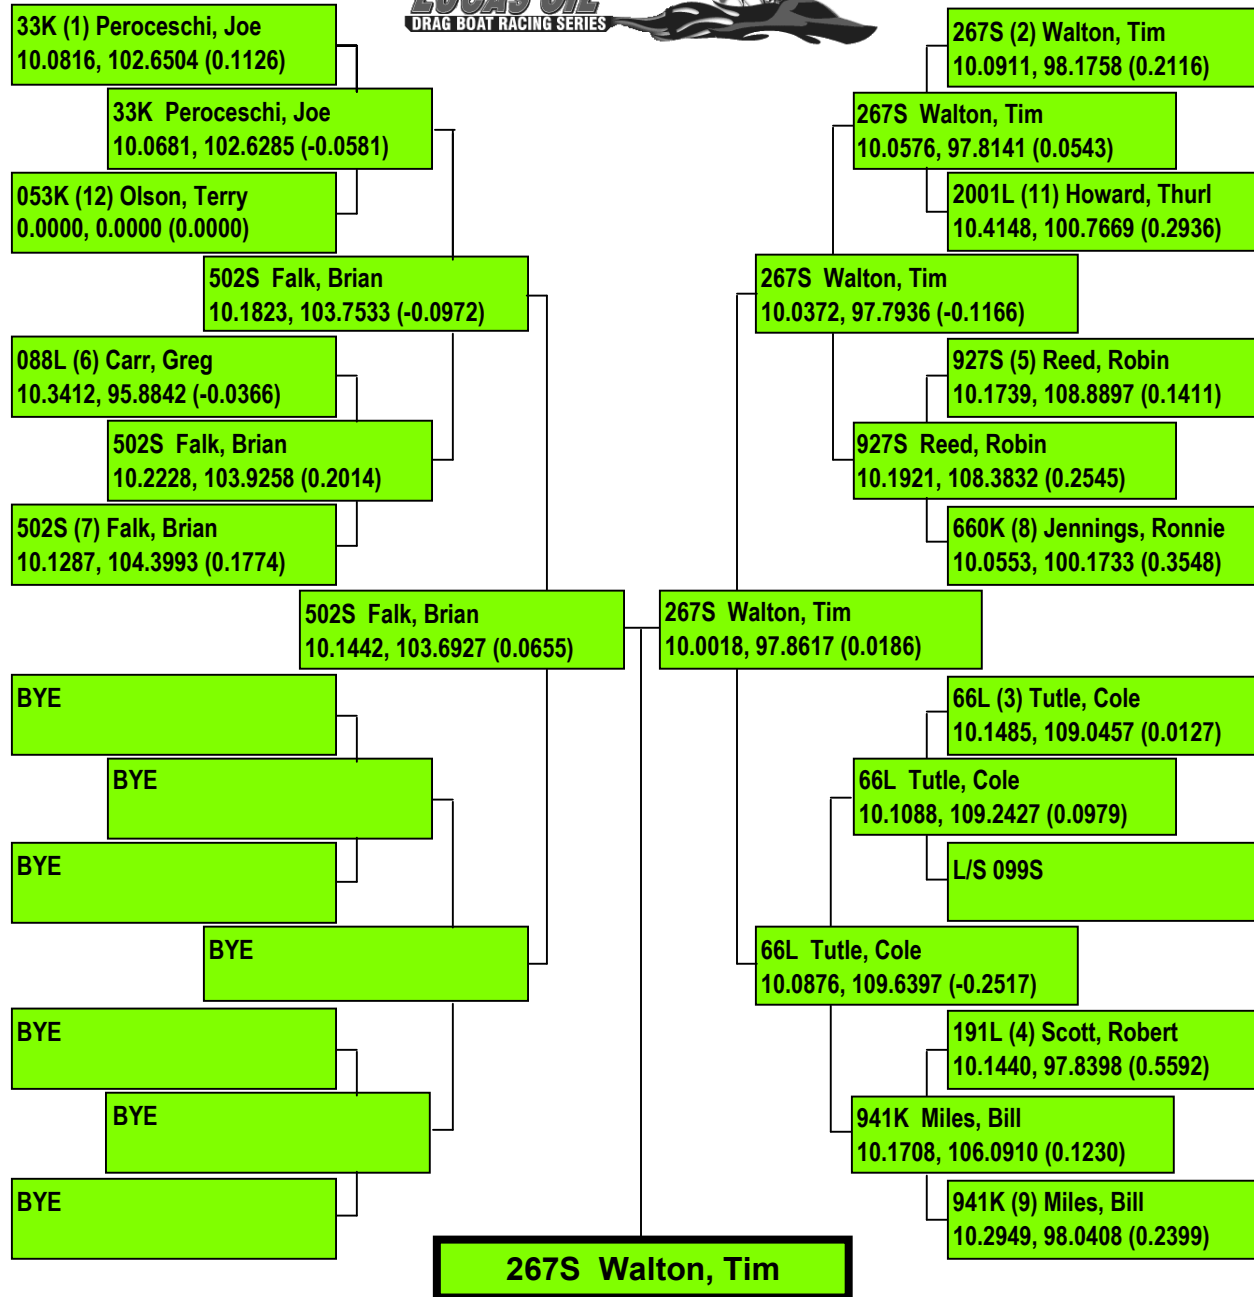 LUCAS OIL
DRAG BOAT RACING SERIES
33K (1) Peroceschi, Joe
10.0816, 102.6504 (0.1126)
33K  Peroceschi, Joe
10.0681, 102.6285 (-0.0581)
053K (12) Olson, Terry
0.0000, 0.0000 (0.0000)
502S  Falk, Brian
10.1823, 103.7533 (-0.0972)
088L (6) Carr, Greg
10.3412, 95.8842 (-0.0366)
502S  Falk, Brian
10.2228, 103.9258 (0.2014)
502S (7) Falk, Brian
10.1287, 104.3993 (0.1774)
502S  Falk, Brian
10.1442, 103.6927 (0.0655)
BYE
BYE
BYE
BYE
BYE
BYE
BYE
267S (2) Walton, Tim
10.0911, 98.1758 (0.2116)
267S  Walton, Tim
10.0576, 97.8141 (0.0543)
2001L (11) Howard, Thurl
10.4148, 100.7669 (0.2936)
267S  Walton, Tim
10.0372, 97.7936 (-0.1166)
927S (5) Reed, Robin
10.1739, 108.8897 (0.1411)
927S  Reed, Robin
10.1921, 108.3832 (0.2545)
660K (8) Jennings, Ronnie
10.0553, 100.1733 (0.3548)
267S  Walton, Tim
10.0018, 97.8617 (0.0186)
66L (3) Tutle, Cole
10.1485, 109.0457 (0.0127)
66L  Tutle, Cole
10.1088, 109.2427 (0.0979)
L/S 099S
66L  Tutle, Cole
10.0876, 109.6397 (-0.2517)
191L (4) Scott, Robert
10.1440, 97.8398 (0.5592)
941K  Miles, Bill
10.1708, 106.0910 (0.1230)
941K (9) Miles, Bill
10.2949, 98.0408 (0.2399)
267S  Walton, Tim